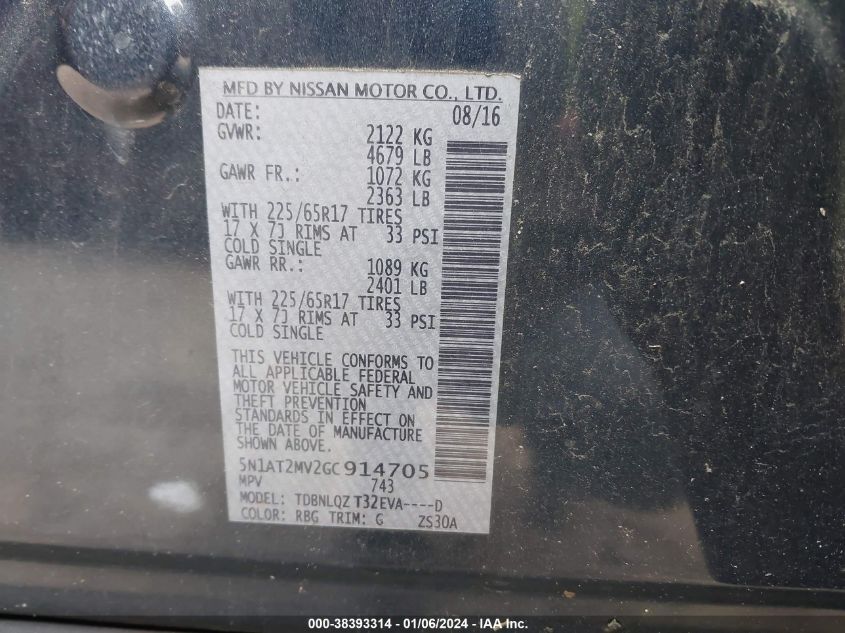 MFD BY NISSAN MOTOR CO., LTD.
DATE: 08/16
GVWR: 2122 KG
4679 LB
GAWR FR.: 1072 KG
2363 LB
WITH 225/65R17 TIRES
17 X 7J RIMS AT 33 PSI
COLD SINGLE
GAWR RR.: 1089 KG
2401 LB
WITH 225/65R17 TIRES
17 X 7J RIMS AT 33 PSI
COLD SINGLE
THIS VEHICLE CONFORMS TO
ALL APPLICABLE FEDERAL
MOTOR VEHICLE SAFETY AND
THEFT PREVENTION
STANDARDS IN EFFECT ON
THE DATE OF MANUFACTURE
SHOWN ABOVE.
5N1AT2MV2GC914705
MPV 743
MODEL: TDBNLQZ T32EVA----D
COLOR: RBG TRIM: G ZS30A
000-38393314 - 01/06/2024 - IAA Inc.